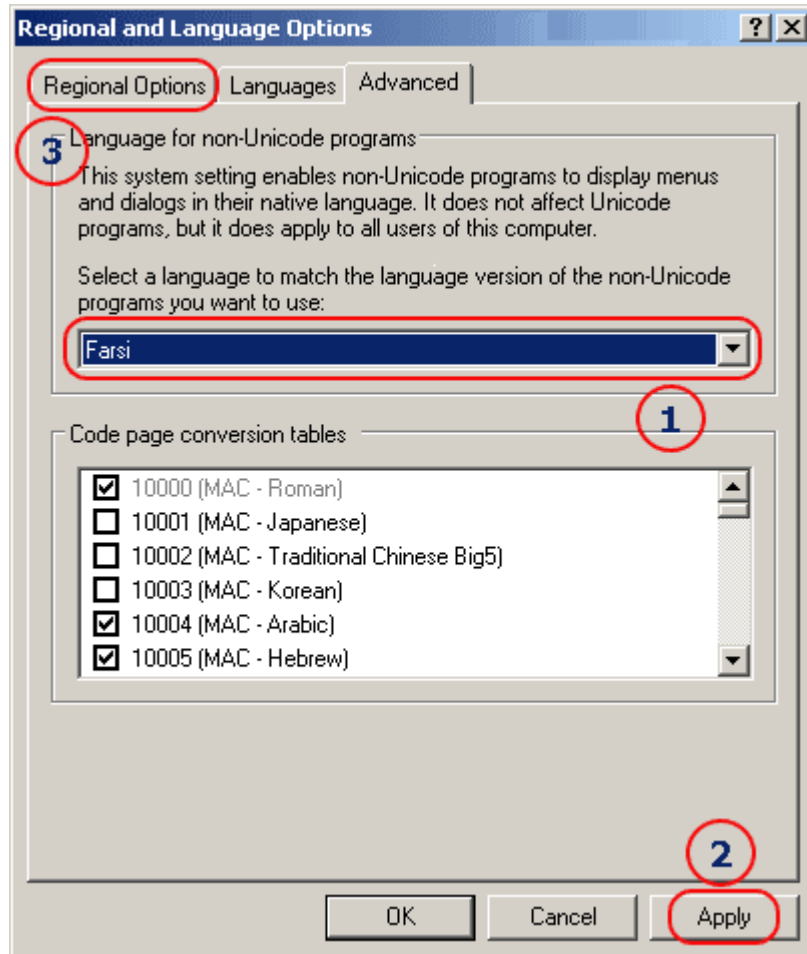 Regional and Language Options
Regional Options Languages Advanced
3
Language for non-Unicode programs
This system setting enables non-Unicode programs to display menus
and dialogs in their native language. It does not affect Unicode
programs, but it does apply to all users of this computer.
Select a language to match the language version of the non-Unicode
programs you want to use:
Farsi
1
Code page conversion tables
10000 (MAC - Roman)
10001 (MAC - Japanese)
10002 (MAC - Traditional Chinese Big5)
10003 (MAC - Korean)
10004 (MAC - Arabic)
10005 (MAC - Hebrew)
2
OK Cancel Apply